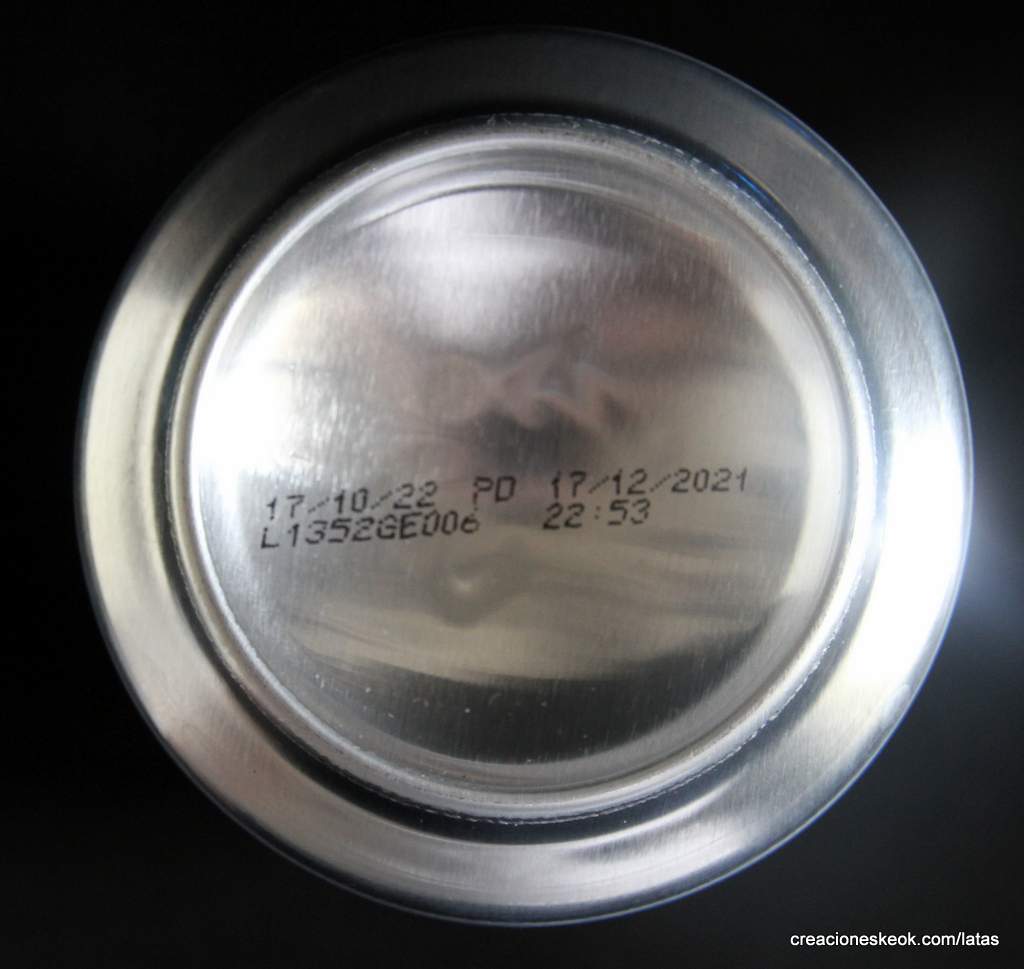 17/10/22 PD 17/12/2021
L1352GE006 22:53
creacioneskeok.com/latas